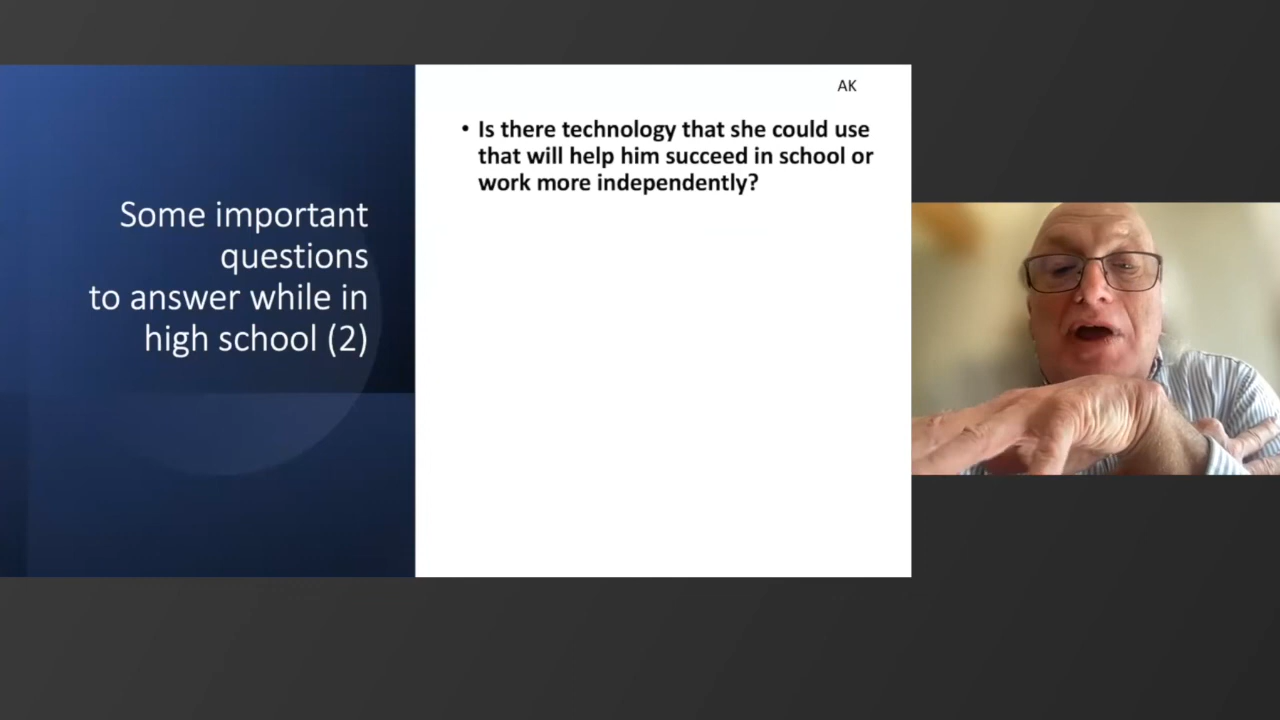 Some important
questions
to answer while in
high school (2)
AK
• Is there technology that she could use
that will help him succeed in school or
work more independently?